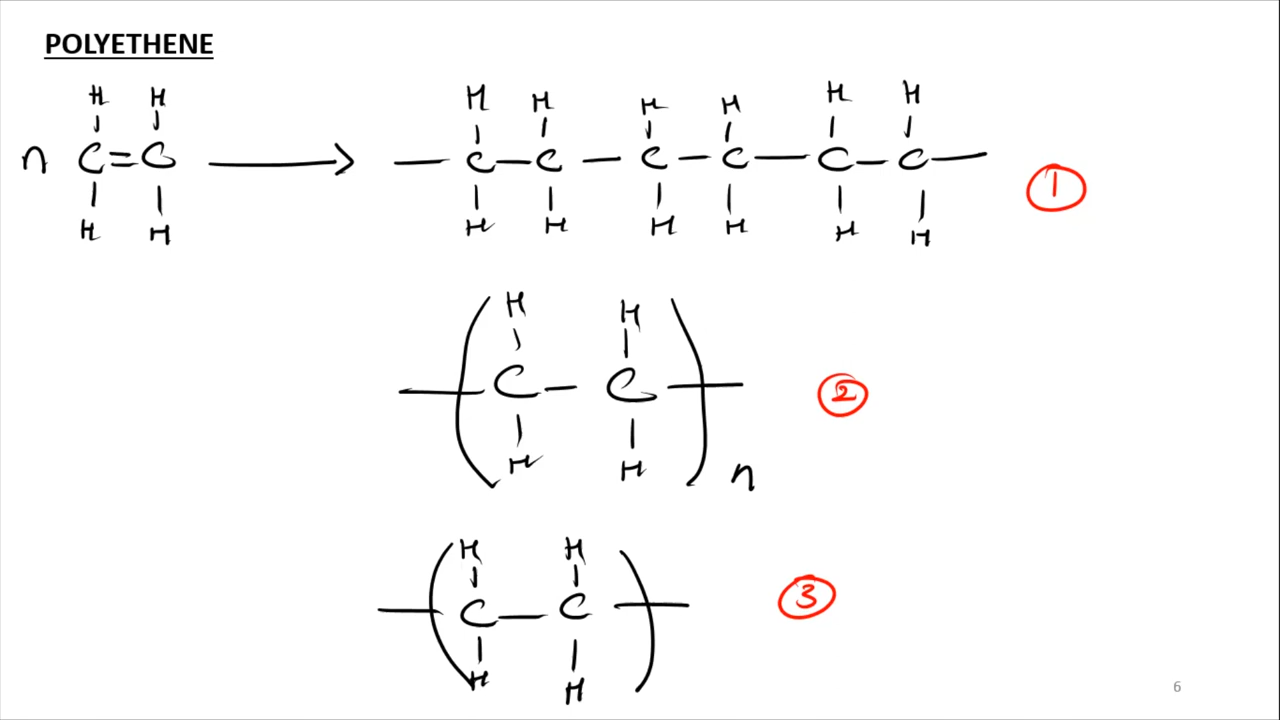 POLYETHENE
H H H H H H H H
n C=C → — C — C — C — C — C — C — ①
H H H H H H H H
H H
— ( C — C ) — ②
H H
n
H H
— ( C — C ) — ③
H H
6